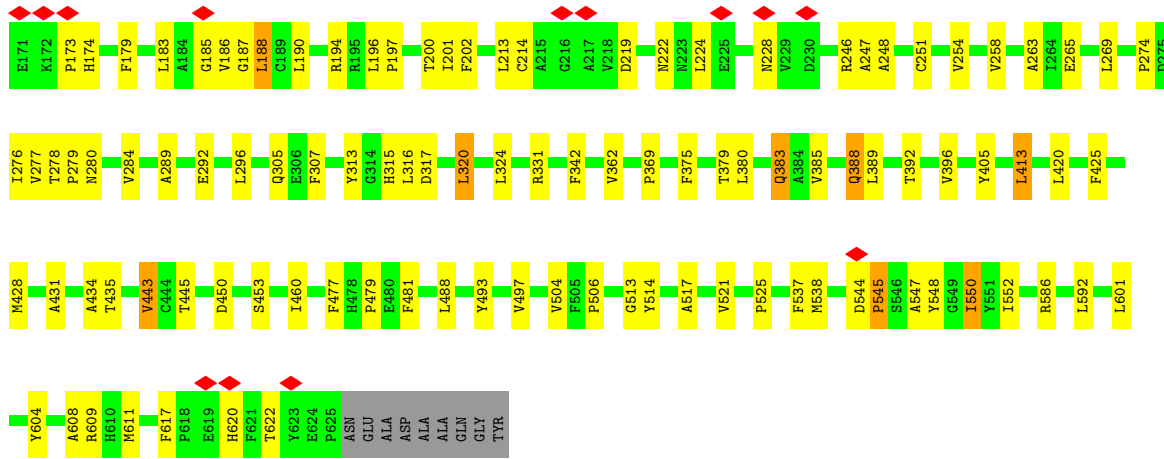 E171 K172 P173 H174 F179 L183 A184 G185 V186 G187 L188 C189 L190 R194 R195 L196 P197 T200 I201 F202 L213 C214 A215 G216 A217 V218 D219 N222 N223 L224 E225 N228 V229 D230 R246 A247 A248 C251 V254 V258 A263 I264 E265 L269 P274 D275
I276 V277 T278 P279 N280 V284 A289 E292 L296 Q305 E306 F307 Y313 G314 H315 L316 D317 L320 L324 R331 F342 V362 P369 F375 T379 L380 Q383 A384 V385 Q388 L389 T392 V396 Y405 L413 L420 F425
M428 A431 A434 T435 V443 C444 T445 D450 S453 I460 F477 H478 P479 E480 F481 L488 Y493 V497 V504 F505 P506 G513 Y514 A517 V521 P525 F537 M538 D544 P545 S546 A547 Y548 G549 I550 Y551 I552 R586 L592 L601
Y604 A608 R609 H610 M611 F617 P618 E619 H620 F621 T622 Y623 E624 P625 ASN GLU ALA ASP ALA ALA GLN GLY TYR